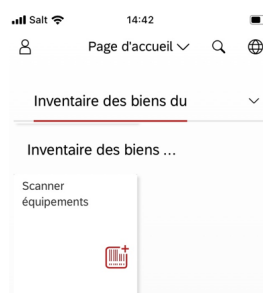 Salt 14:42
Page d'accueil
Inventaire des biens du
Inventaire des biens ...
Scanner
équipements